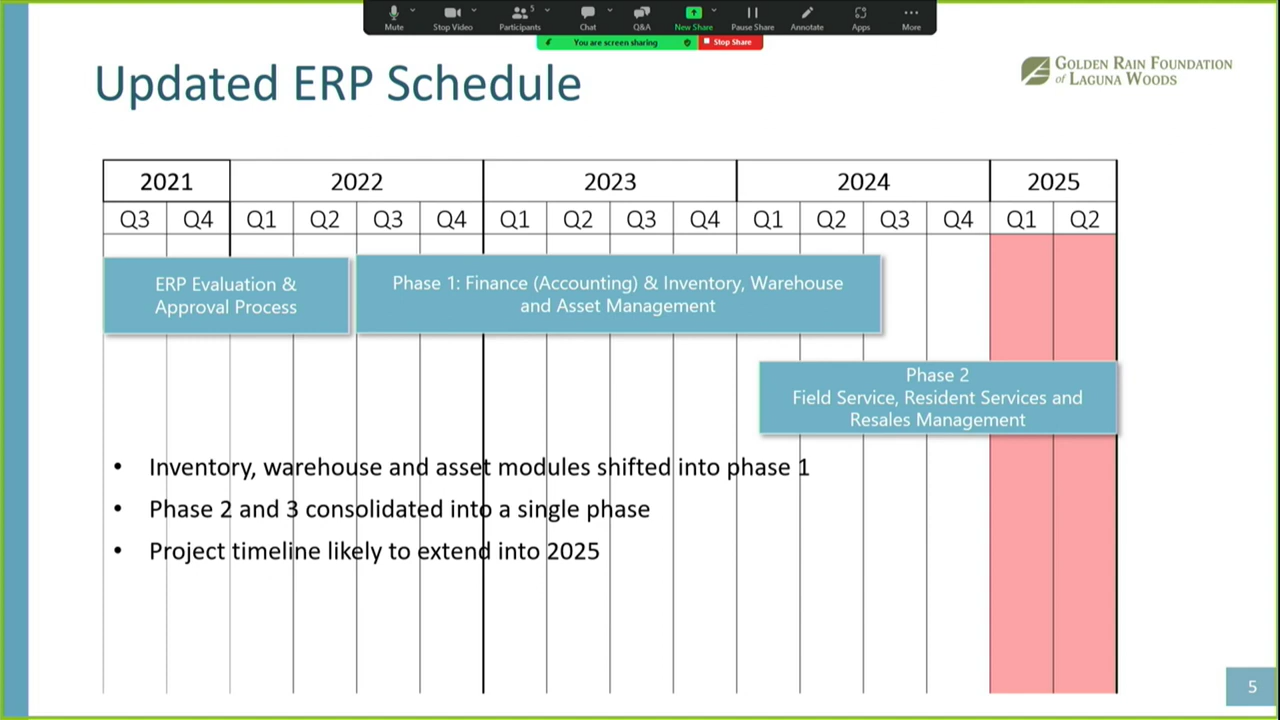 Mute
Stop Video
5
Participants
Chat
Q&A
New Share
Pause Share
Annotate
Apps
More
You are screen sharing
Stop Share
Updated ERP Schedule
GOLDEN RAIN FOUNDATION
of LAGUNA WOODS
2021 2022 2023 2024 2025
Q3 Q4 Q1 Q2 Q3 Q4 Q1 Q2 Q3 Q4 Q1 Q2 Q3 Q4 Q1 Q2
ERP Evaluation &
Approval Process
Phase 1: Finance (Accounting) & Inventory, Warehouse
and Asset Management
Phase 2
Field Service, Resident Services and
Resales Management
• Inventory, warehouse and asset modules shifted into phase 1
• Phase 2 and 3 consolidated into a single phase
• Project timeline likely to extend into 2025
5